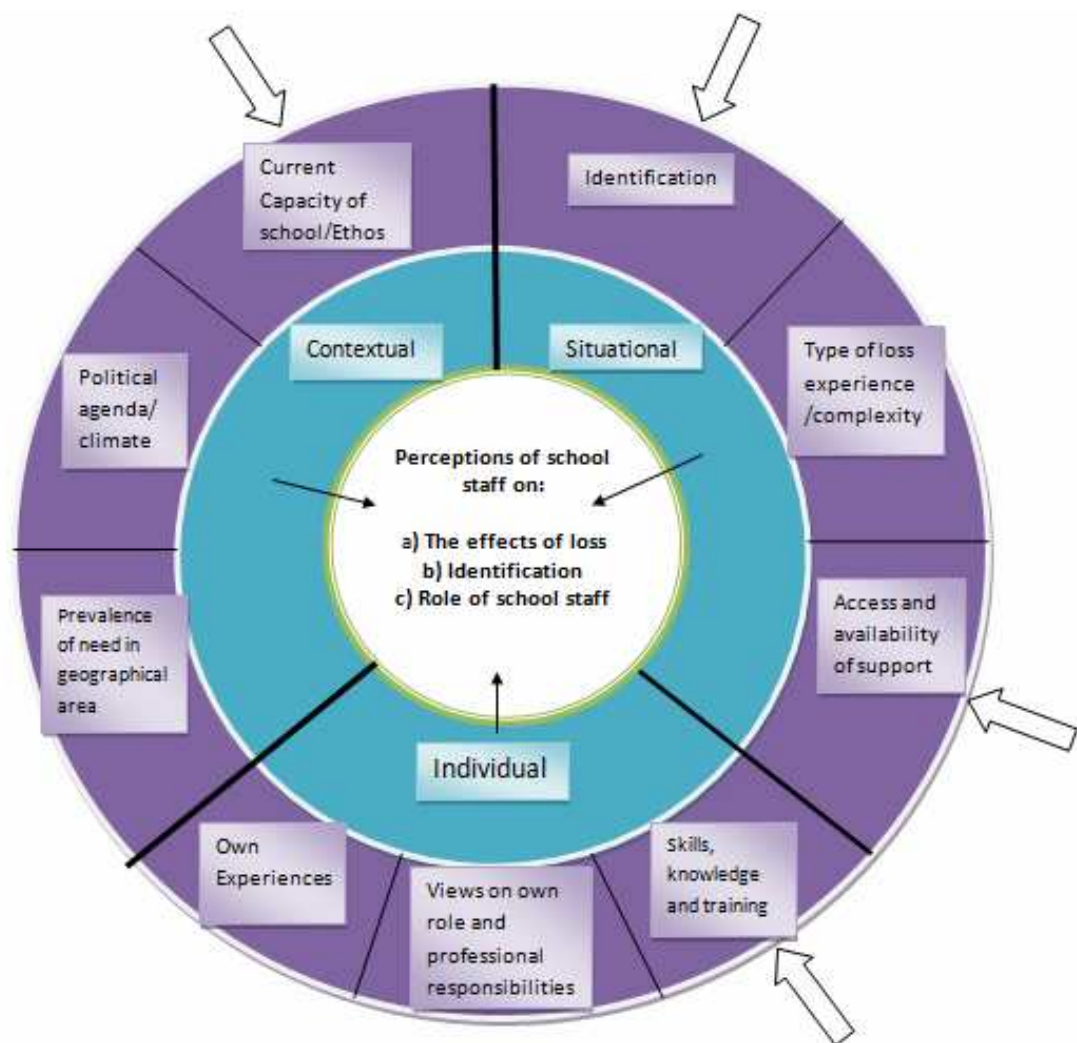 Current
Capacity of
school/Ethos
Identification
Contextual
Situational
Political
agenda/
climate
Type of loss
experience
/complexity
Perceptions of school
staff on:
a) The effects of loss
b) Identification
c) Role of school staff
Prevalence
of need in
geographical
area
Access and
availability
of support
Individual
Own
Experiences
Views on own
role and
professional
responsibilities
Skills,
knowledge
and training